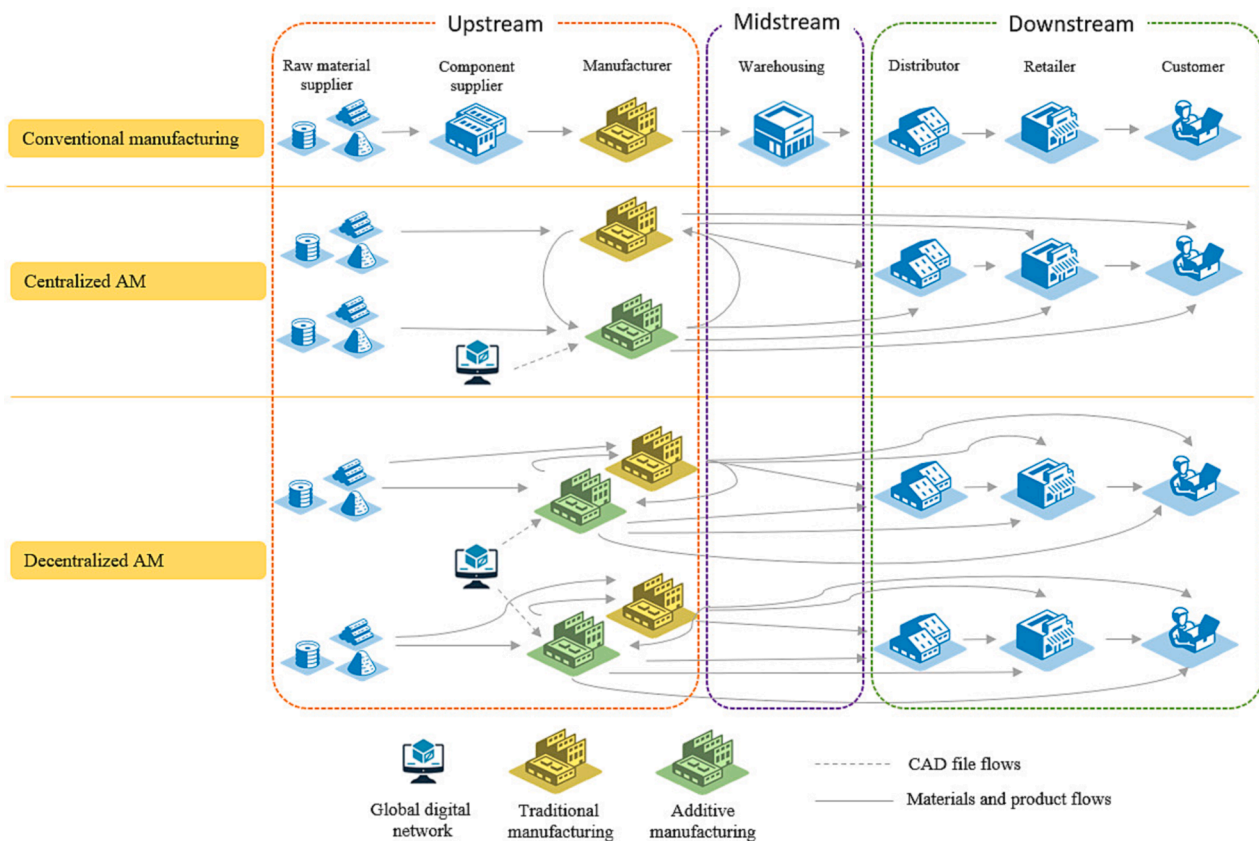 Upstream
Midstream
Downstream
Raw material
supplier
Component
supplier
Manufacturer
Warehousing
Distributor
Retailer
Customer
Conventional manufacturing
Centralized AM
Decentralized AM
Global digital
network
Traditional
manufacturing
Additive
manufacturing
CAD file flows
Materials and product flows